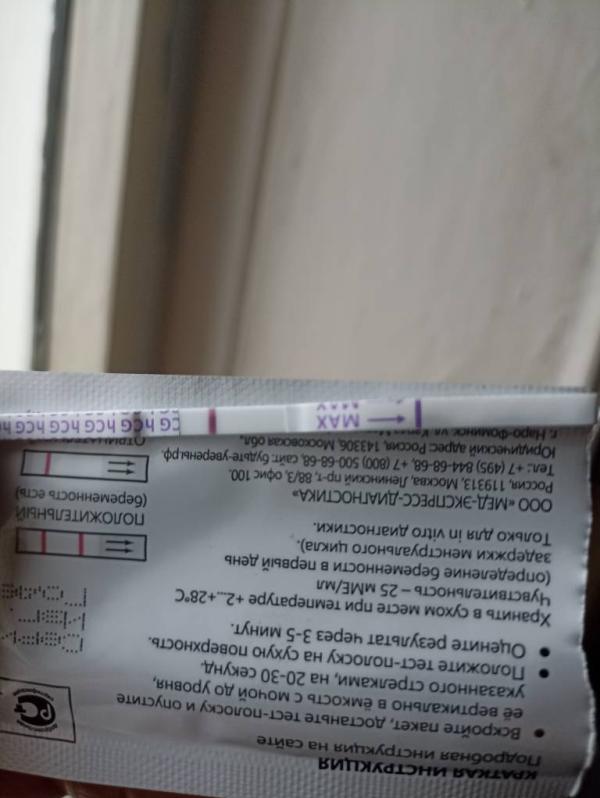 КРАТКАЯ ИНСТРУКЦИЯ
Подробная инструкция на сайте
• Вскройте пакет, достаньте тест-полоску и опустите
её вертикально в ёмкость с мочой до уровня,
указанного стрелками, на 20-30 секунд.
• Положите тест-полоску на сухую поверхность.
• Оцените результат через 3-5 минут.
Хранить в сухом месте при температуре +2...+28°С
Чувствительность – 25 мМЕ/мл
(определение беременности в первый день
задержки менструального цикла).
Только для in vitro диагностики.
ООО «МЕД-ЭКСПРЕСС-ДИАГНОСТИКА»
Россия, 119313, Москва, Ленинский пр-т, 88/3, офис 100.
Тел.: +7 (495) 844-68-68, +7 (800) 500-68-68, сайт: будьте-уверены.рф.
Юридический адрес: Россия, 143306, Московская обл.,
г. Наро-Фоминск, ул.
РСТ
ПОЛОЖИТЕЛЬНЫЙ
(беременность есть)
MAX
MAX
hCG hCG hCG hCG